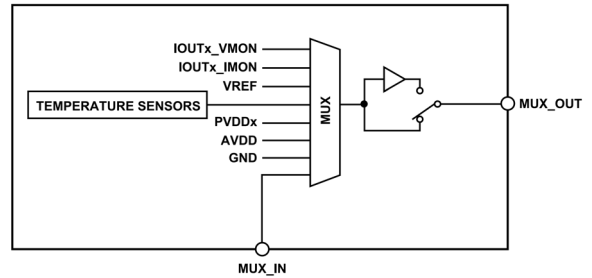 IOUTx_VMON
IOUTx_IMON
VREF
TEMPERATURE SENSORS
PVDDx
AVDD
GND
MUX
MUX_OUT
MUX_IN